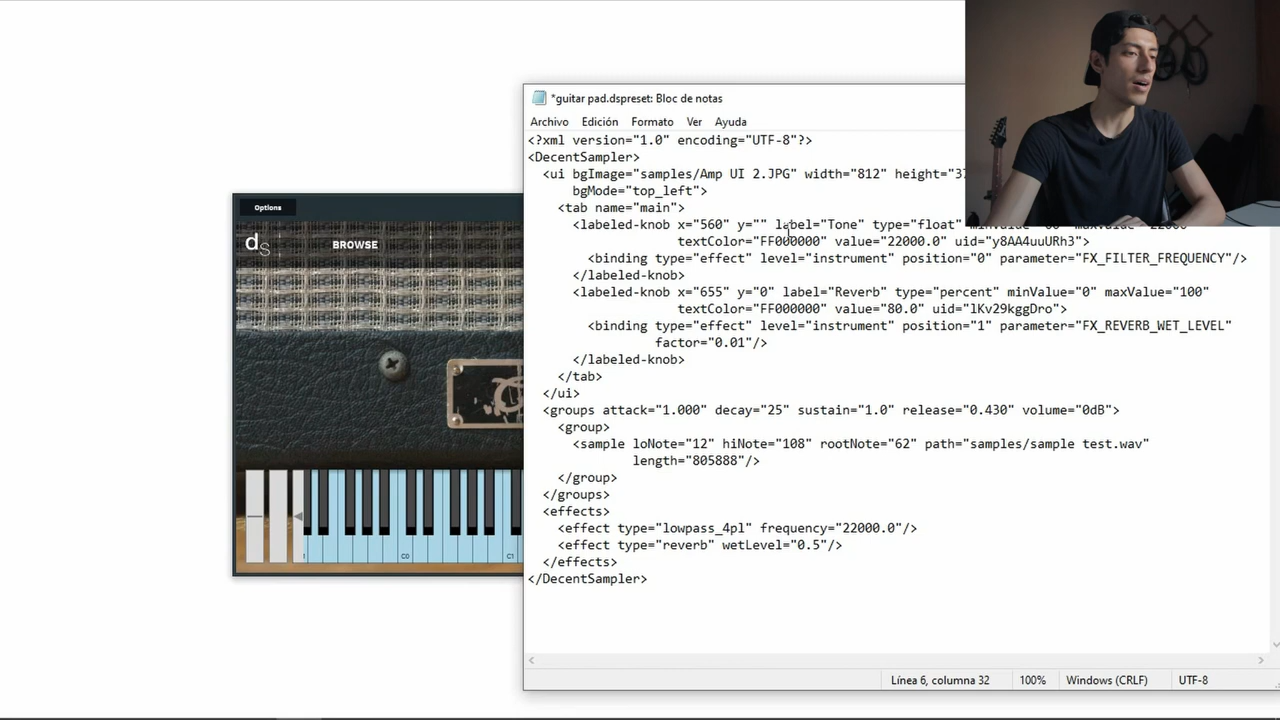 *guitar pad.dspreset: Bloc de notas
Archivo Edición Formato Ver Ayuda
<?xml version="1.0" encoding="UTF-8"?>
<DecentSampler>
<ui bgImage="samples/Amp UI 2.JPG" width="812"
bgMode="top_left">
<tab name="main">
<labeled-knob x="560" y="" label="Tone" type="float"
textColor="FF000000" value="22000.0" uid="y8AA4uuURh3">
<binding type="effect" level="instrument" position="0" parameter="FX_FILTER_FREQUENCY"/>
</labeled-knob>
<labeled-knob x="655" y="0" label="Reverb" type="percent" minValue="0" maxValue="100"
textColor="FF000000" value="80.0" uid="lKv29kggDro">
<binding type="effect" level="instrument" position="1" parameter="FX_REVERB_WET_LEVEL"
factor="0.01"/>
</labeled-knob>
</tab>
</ui>
<groups attack="1.000" decay="25" sustain="1.0" release="0.430" volume="0dB">
<group>
<sample loNote="12" hiNote="108" rootNote="62" path="samples/sample test.wav"
length="805888"/>
</group>
</groups>
<effects>
<effect type="lowpass_4pl" frequency="22000.0"/>
<effect type="reverb" wetLevel="0.5"/>
</effects>
</DecentSampler>
Línea 6, columna 32 100% Windows (CRLF) UTF-8
Options
ds BROWSE
C0 C1